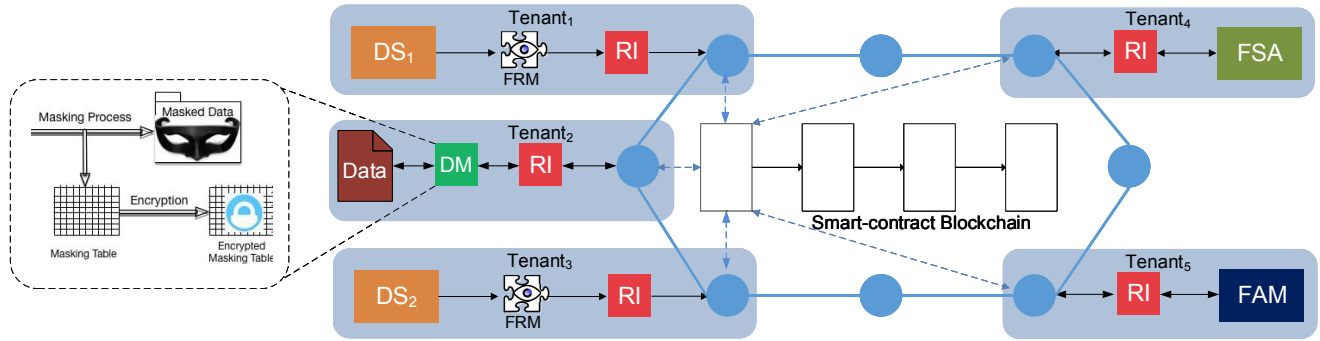 Masking Process
Masked Data
Encryption
Masking Table
Encrypted
Masking Table
Tenant₁
DS₁
FRM
RI
Tenant₂
Data
DM
RI
Tenant₃
DS₂
FRM
RI
Smart-contract Blockchain
Tenant₄
RI
FSA
Tenant₅
RI
FAM